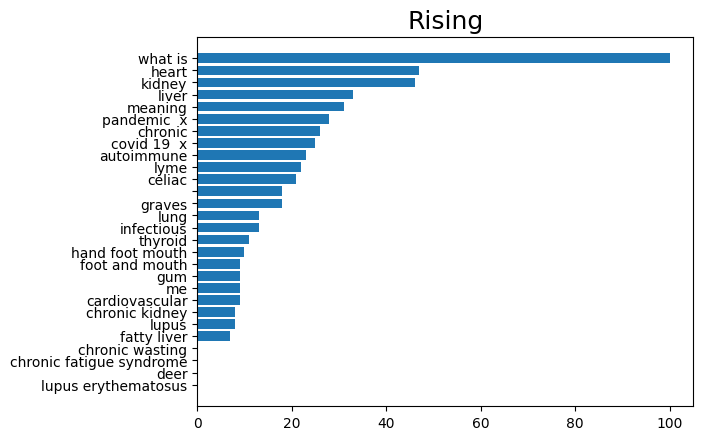 Rising
what is
heart
kidney
liver
meaning
pandemic  x
chronic
covid 19  x
autoimmune
lyme
celiac
graves
lung
infectious
thyroid
hand foot mouth
foot and mouth
gum
me
cardiovascular
chronic kidney
lupus
fatty liver
chronic wasting
chronic fatigue syndrome
deer
lupus erythematosus
0 20 40 60 80 100